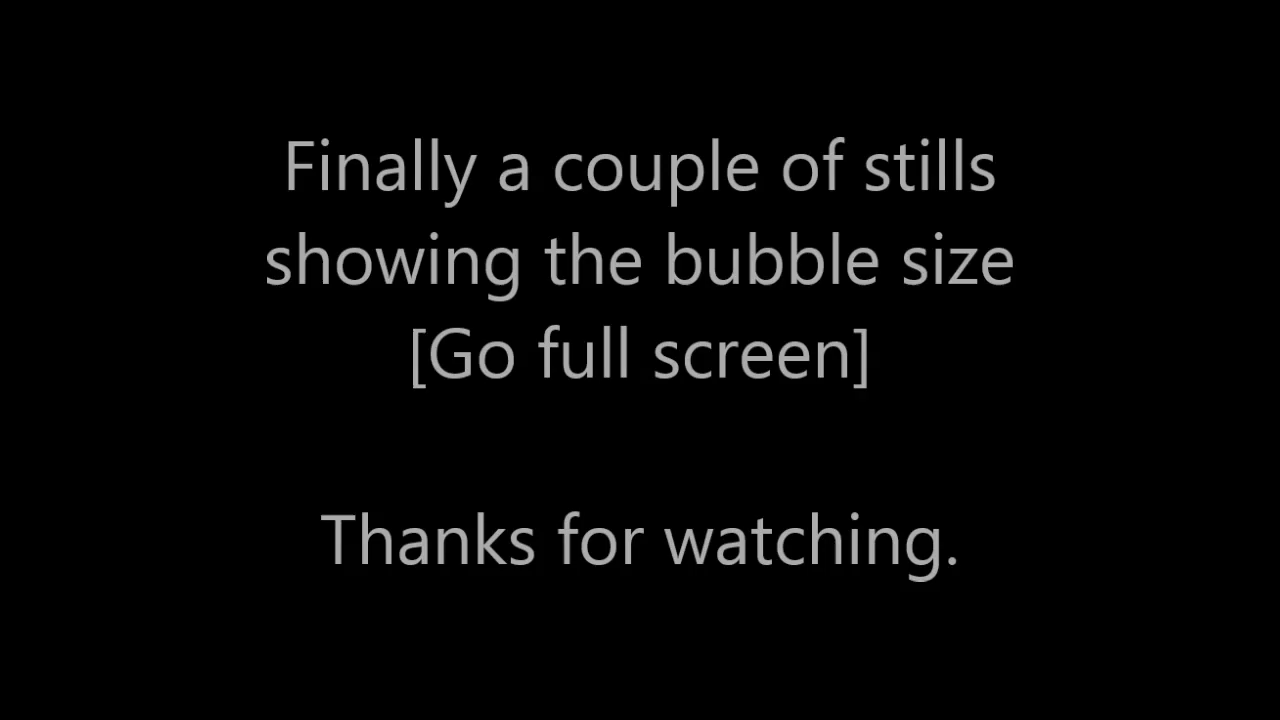 Finally a couple of stills
showing the bubble size
[Go full screen]
Thanks for watching.